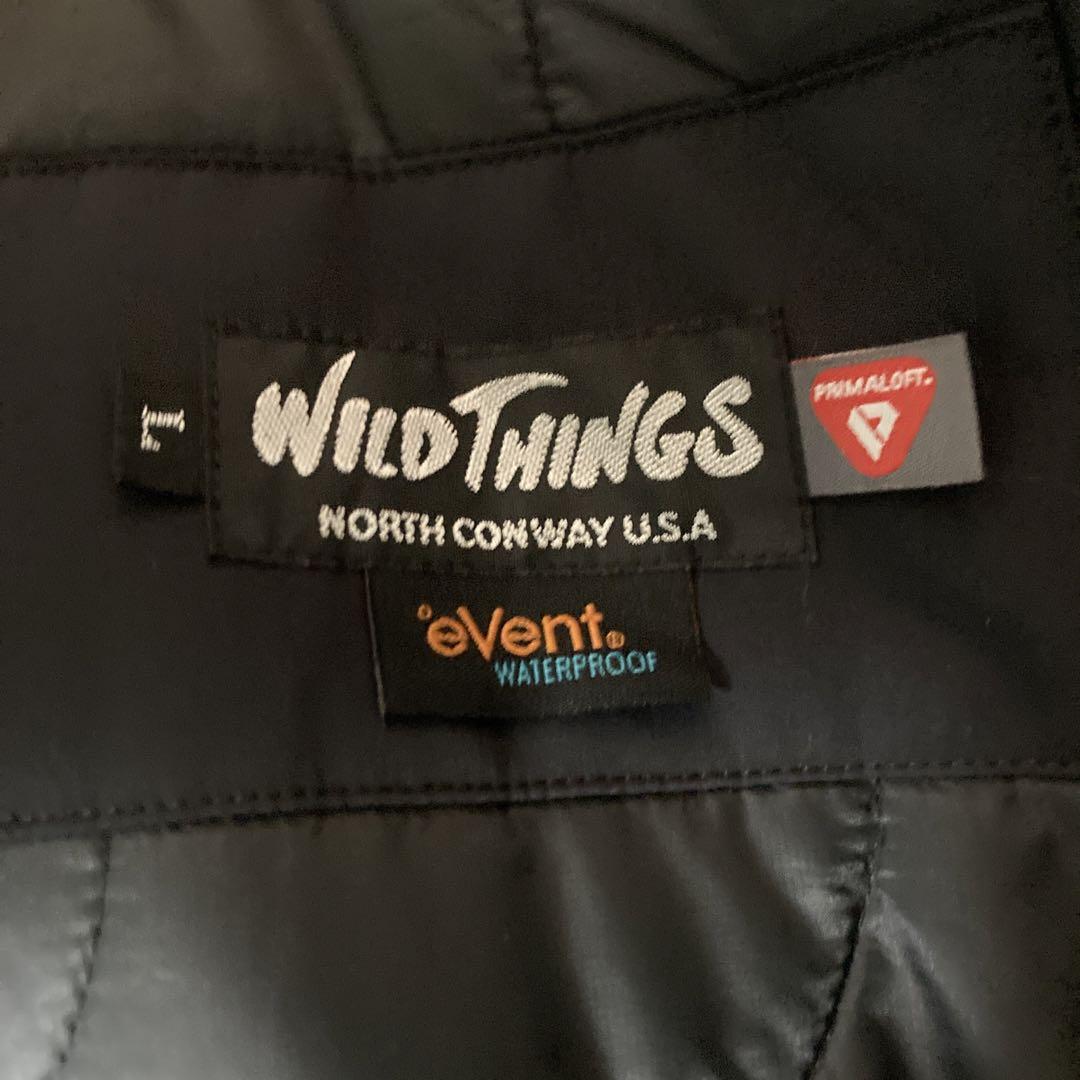 L
WILDTHINGS
NORTH CONWAY U.S.A
PRIMALOFT.
eVent®
WATERPROOF